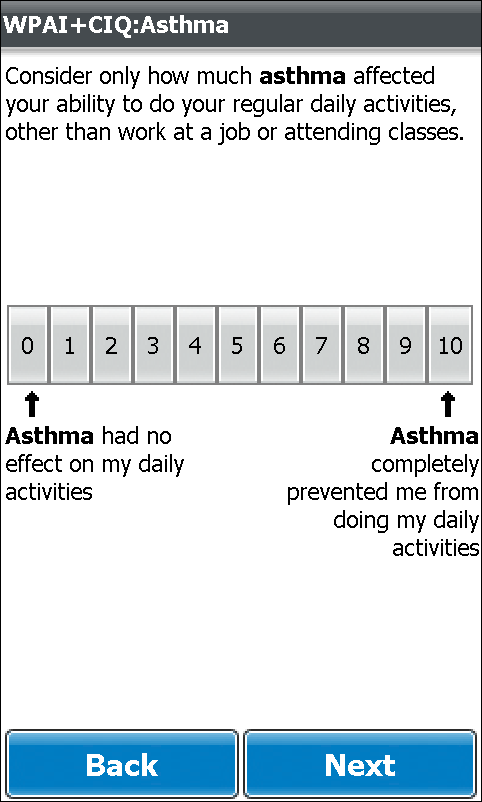 WPAI+CIQ:Asthma
Consider only how much asthma affected
your ability to do your regular daily activities,
other than work at a job or attending classes.
0 1 2 3 4 5 6 7 8 9 10
Asthma had no
effect on my daily
activities
Asthma
completely
prevented me from
doing my daily
activities
Back Next